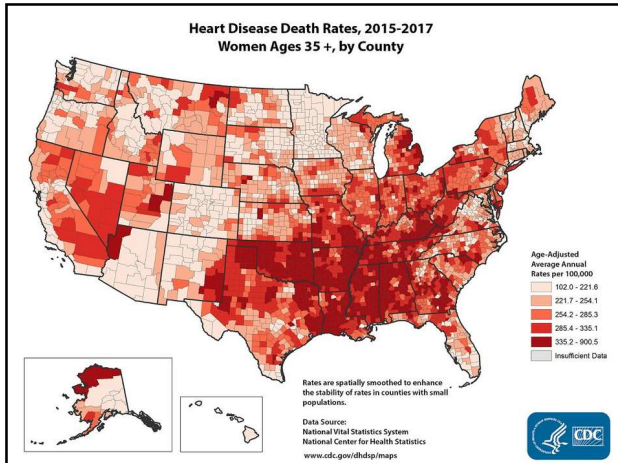 Heart Disease Death Rates, 2015-2017
Women Ages 35 +, by County
Age-Adjusted
Average Annual
Rates per 100,000
102.0 - 221.6
221.7 - 254.1
254.2 - 285.3
285.4 - 335.1
335.2 - 900.5
Insufficient Data
Rates are spatially smoothed to enhance
the stability of rates in counties with small
populations.
Data Source:
National Vital Statistics System
National Center for Health Statistics
www.cdc.gov/dhdsp/maps
CDC